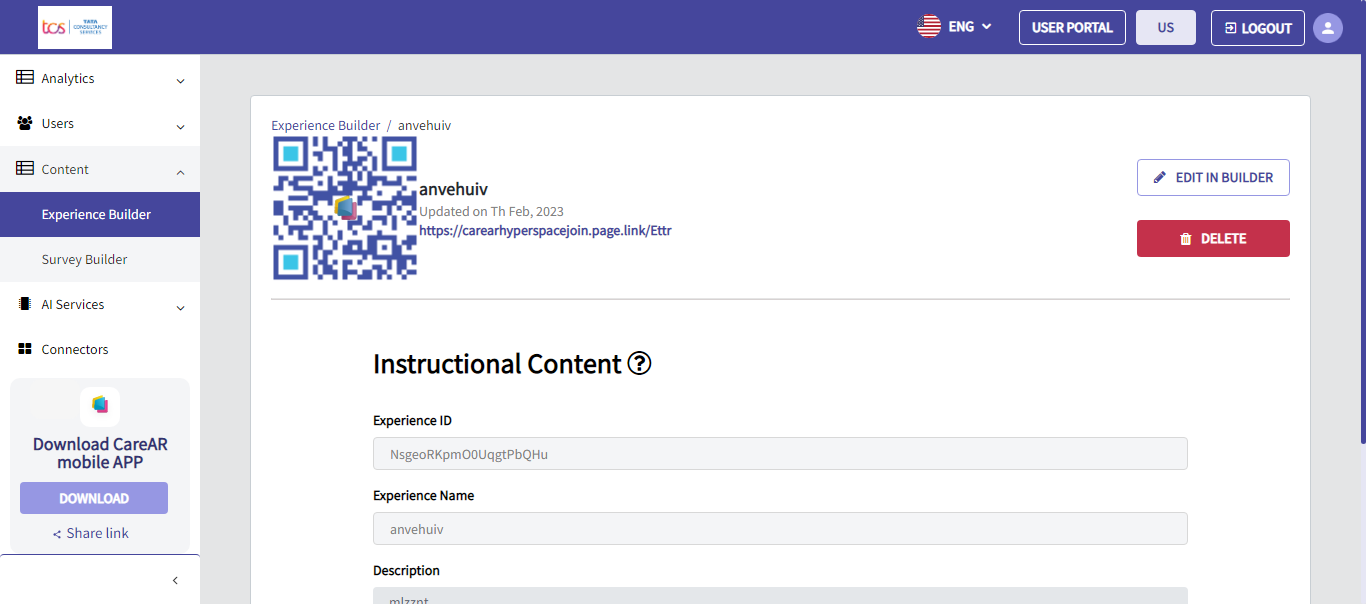 tcs TATA CONSULTANCY SERVICES
ENG
USER PORTAL
US
LOGOUT
Analytics
Users
Content
Experience Builder
Survey Builder
AI Services
Connectors
Download CareAR
mobile APP
DOWNLOAD
Share link
Experience Builder / anvehuiv
anvehuiv
Updated on Th Feb, 2023
https://carearhyperspacejoin.page.link/Ettr
EDIT IN BUILDER
DELETE
Instructional Content ?
Experience ID
NsgeoRKpmO0UqgtPbQHu
Experience Name
anvehuiv
Description
mlzznt